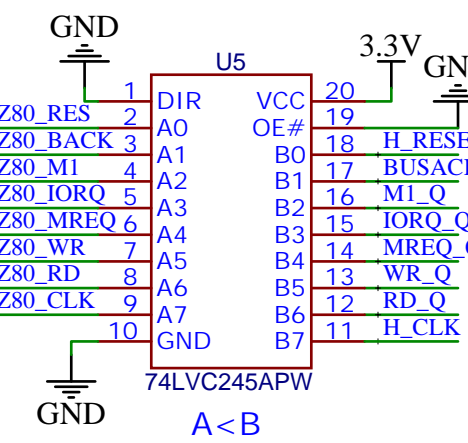 GND
U5
3.3V
GN
1 DIR VCC 20
Z80_RES 2 A0 OE# 19
Z80_BACK 3 A1 B0 18 H_RESE
Z80_M1 4 A2 B1 17 BUSACK
Z80_IORQ 5 A3 B2 16 M1_Q
Z80_MREQ 6 A4 B3 15 IORQ_Q
Z80_WR 7 A5 B4 14 MREQ_Q
Z80_RD 8 A6 B5 13 WR_Q
Z80_CLK 9 A7 B6 12 RD_Q
10 GND B7 11 H_CLK
74LVC245APW
GND
A<B